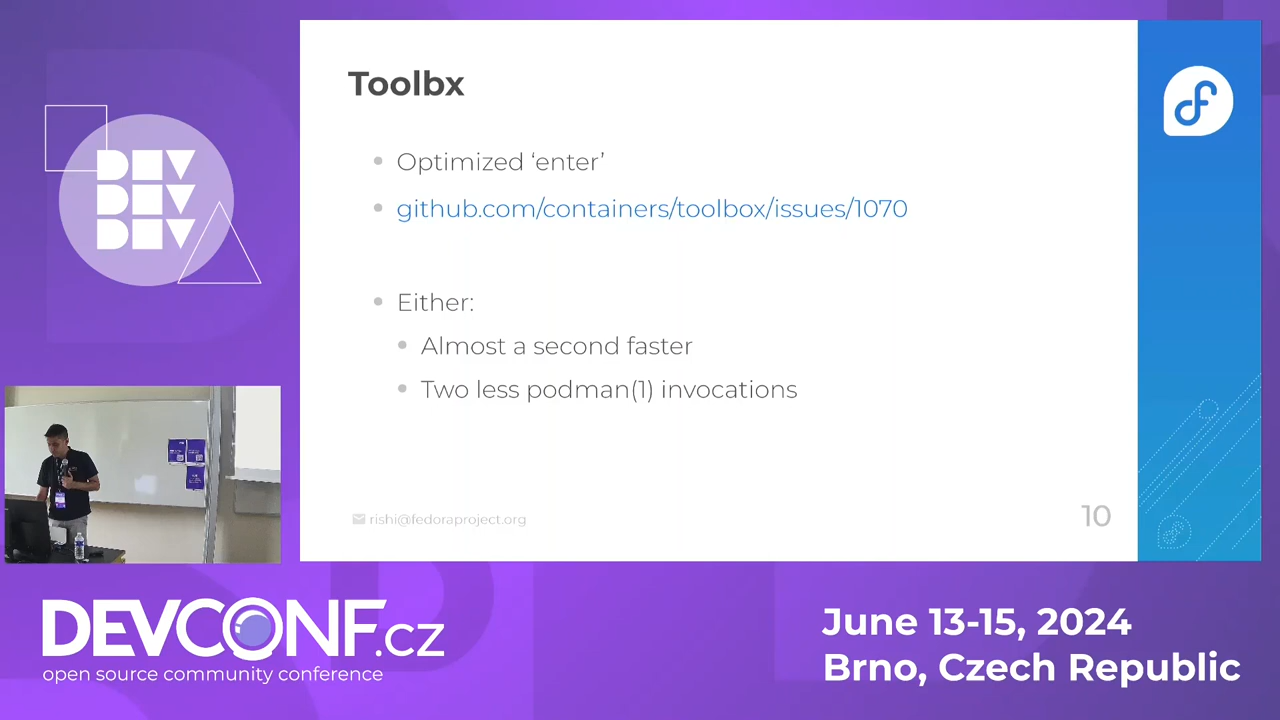 Toolbx
Optimized ‘enter’
github.com/containers/toolbox/issues/1070
Either:
Almost a second faster
Two less podman(1) invocations
rishi@fedoraproject.org
10
DEV
DEV
DEV
DEVCONF.cz
open source community conference
June 13-15, 2024
Brno, Czech Republic